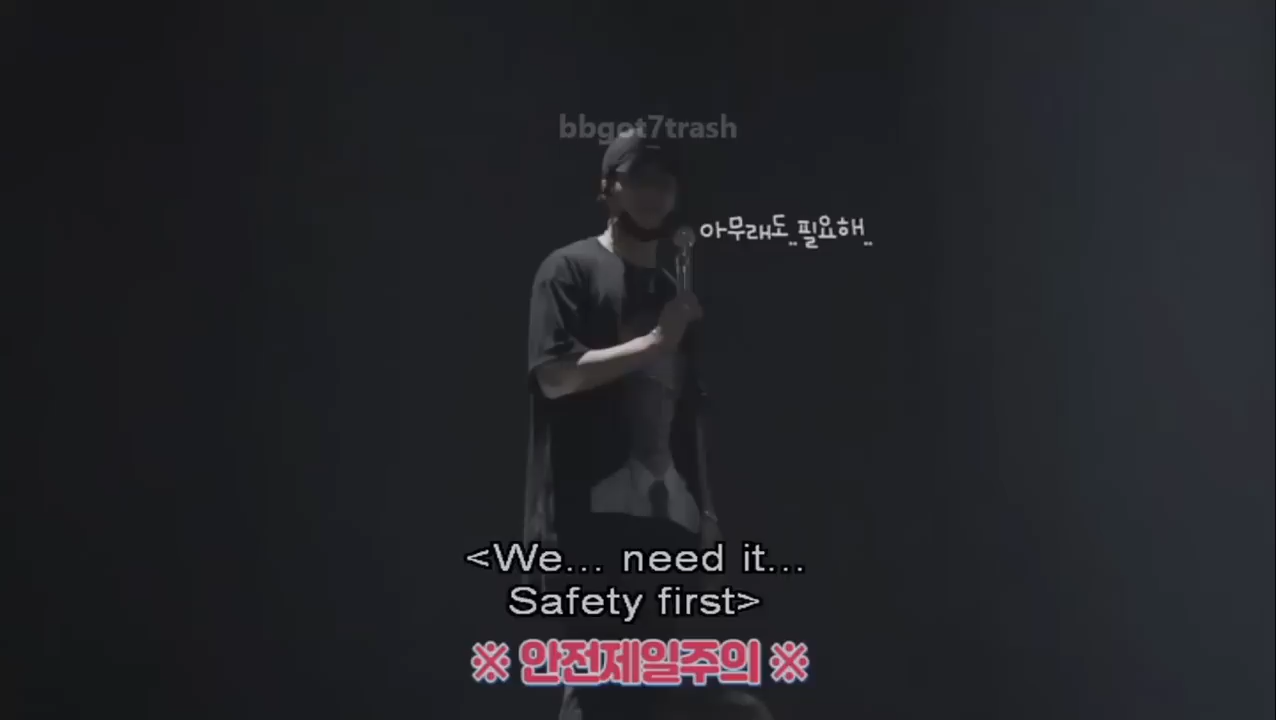 bbgot7trash
아무래도..필요해..
<We... need it...
Safety first>
※ 안전제일주의 ※